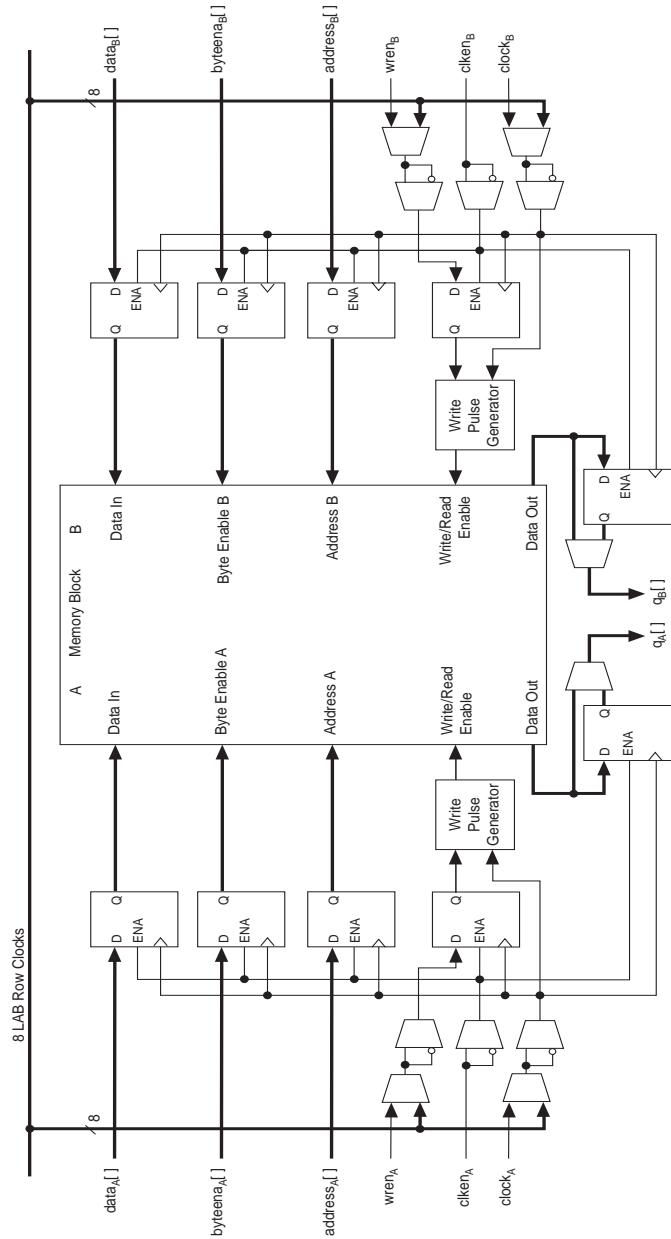 8 LAB Row Clocks
8
8
data_A[ ]
byteena_A[ ]
address_A[ ]
wren_A
clken_A
clock_A
D Q
ENA
D Q
ENA
D Q
ENA
D Q
ENA
Write
Pulse
Generator
A Memory Block B
Data In
Data In
Byte Enable A
Byte Enable B
Address A
Address B
Write/Read
Enable
Write/Read
Enable
Data Out
Data Out
D Q
ENA
q_A[ ]
q_B[ ]
Q D
ENA
Write
Pulse
Generator
Q D
ENA
Q D
ENA
Q D
ENA
Q D
ENA
data_B[ ]
byteena_B[ ]
address_B[ ]
wren_B
clken_B
clock_B